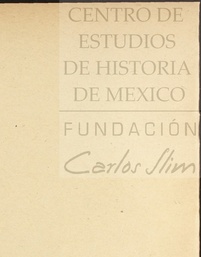 CENTRO DE
ESTUDIOS
DE HISTORIA
DE MEXICO
FUNDACIÓN
Carlos Slim